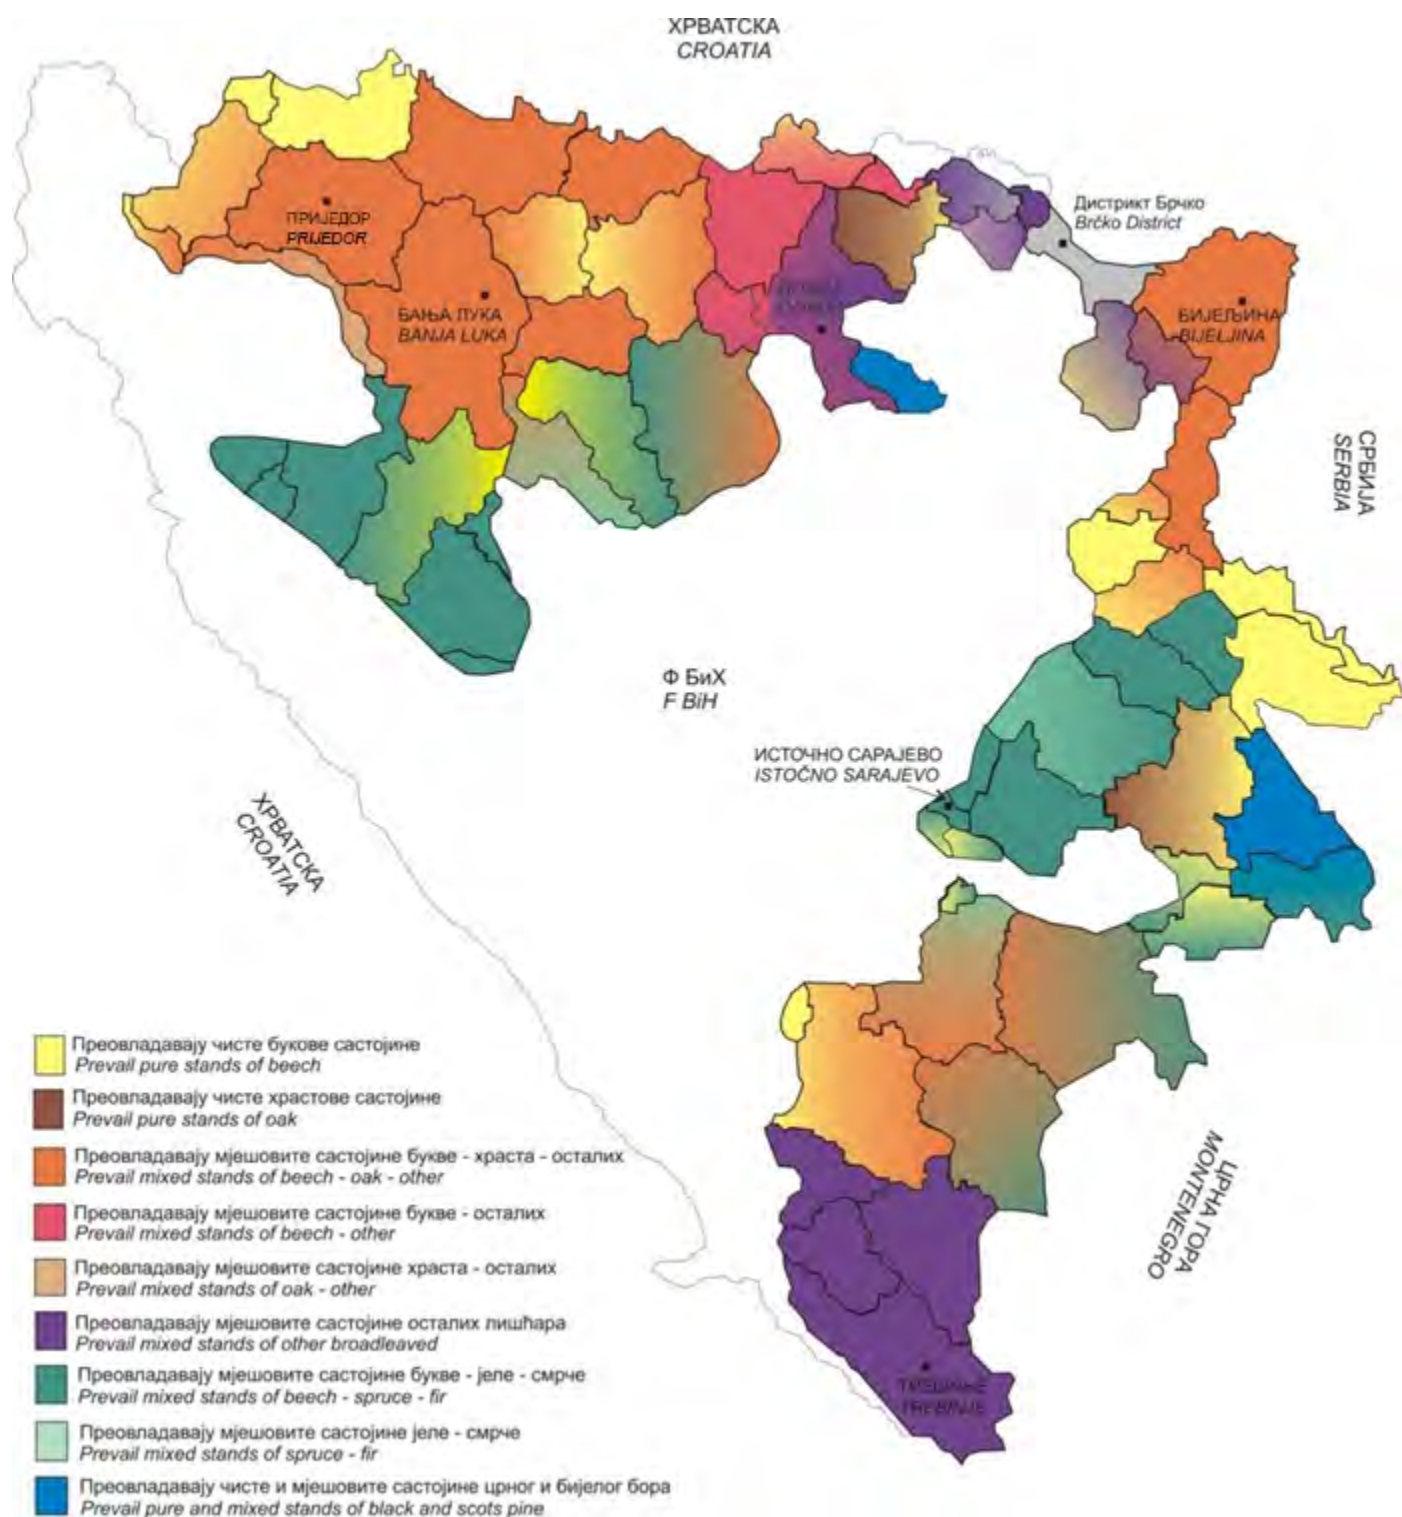 ХРВАТСКА
CROATIA
ПРИЈЕДОР
PRIJEDOR
Дистрикт Брчко
Brčko District
БАЊА ЛУКА
BANJA LUKA
БИЈЕЉИНА
BIJELJINA
СРБИЈА
SERBIA
Ф БиХ
F BiH
ИСТОЧНО САРАЈЕВО
ISTOČNO SARAJEVO
ХРВАТСКА
CROATIA
ЦРНА ГОРА
MONTENEGRO
ТРЕБИЊЕ
TREBINJE
Преовладавају чисте букове састојине
Prevail pure stands of beech
Преовладавају чисте храстове састојине
Prevail pure stands of oak
Преовладавају мјешовите састојине букве - храста - осталих
Prevail mixed stands of beech - oak - other
Преовладавају мјешовите састојине букве - осталих
Prevail mixed stands of beech - other
Преовладавају мјешовите састојине храста - осталих
Prevail mixed stands of oak - other
Преовладавају мјешовите састојине осталих лишћара
Prevail mixed stands of other broadleaved
Преовладавају мјешовите састојине букве - јеле - смрче
Prevail mixed stands of beech - spruce - fir
Преовладавају мјешовите састојине јеле - смрче
Prevail mixed stands of spruce - fir
Преовладавају чисте и мјешовите састојине црног и бијелог бора
Prevail pure and mixed stands of black and scots pine